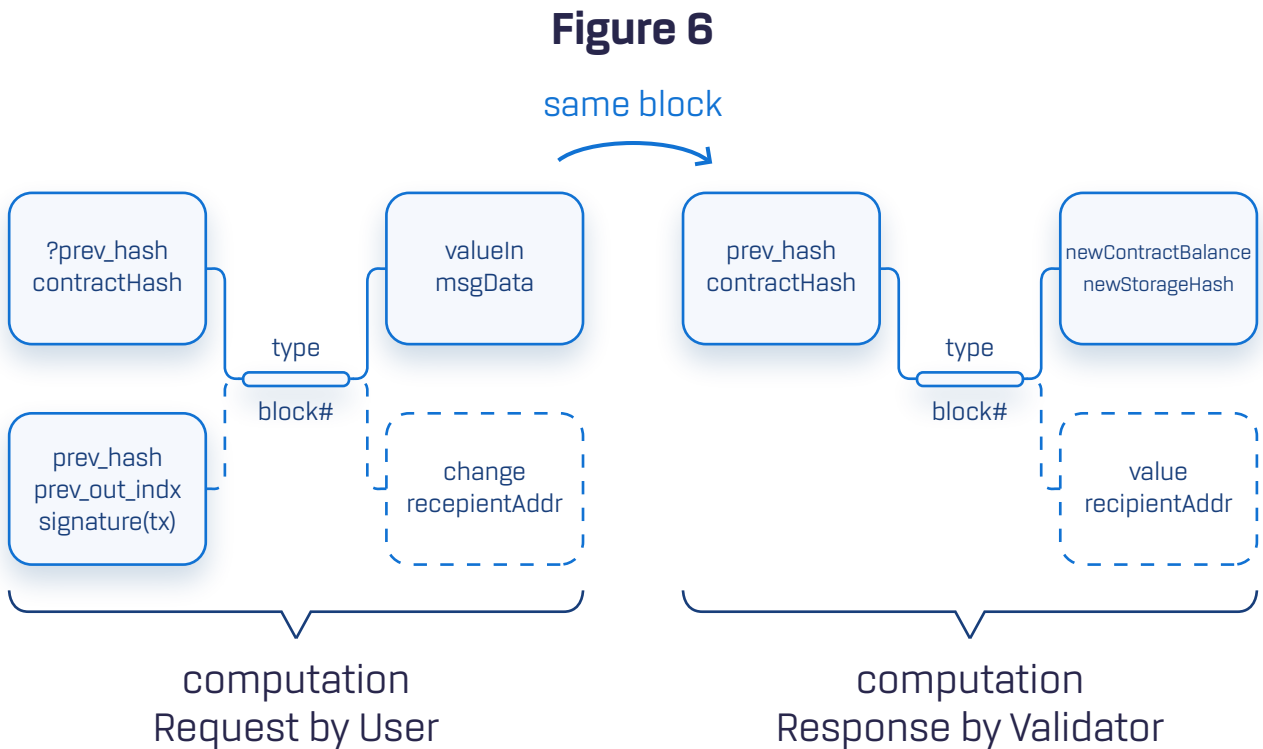 Figure 6
same block
?prev_hash
contractHash
valueIn
msgData
type
block#
prev_hash
prev_out_indx
signature(tx)
change
recepientAddr
computation
Request by User
prev_hash
contractHash
newContractBalance
newStorageHash
type
block#
value
recipientAddr
computation
Response by Validator